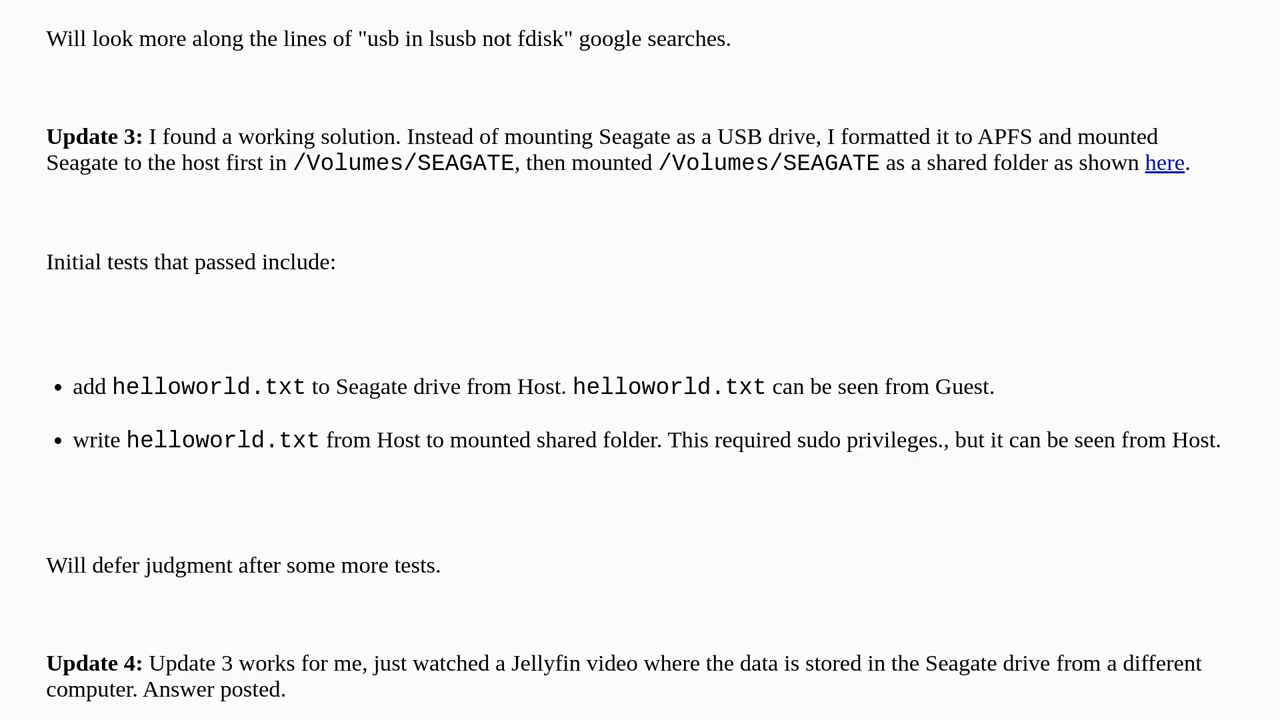 Will look more along the lines of "usb in lsusb not fdisk" google searches.
Update 3: I found a working solution. Instead of mounting Seagate as a USB drive, I formatted it to APFS and mounted
Seagate to the host first in /Volumes/SEAGATE, then mounted /Volumes/SEAGATE as a shared folder as shown here.
Initial tests that passed include:
• add helloworld.txt to Seagate drive from Host. helloworld.txt can be seen from Guest.
• write helloworld.txt from Host to mounted shared folder. This required sudo privileges., but it can be seen from Host.
Will defer judgment after some more tests.
Update 4: Update 3 works for me, just watched a Jellyfin video where the data is stored in the Seagate drive from a different
computer. Answer posted.